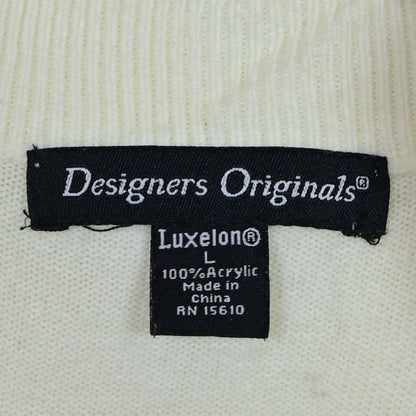 Designers Originals®
Luxelon®
L
100% Acrylic
Made in
China
RN 15610